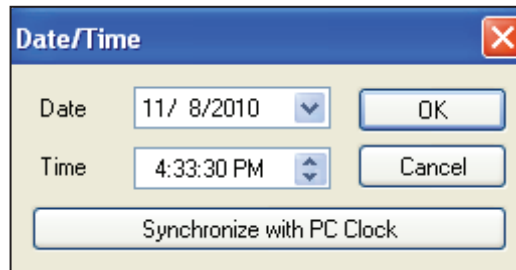 Date/Time
Date 11/ 8/2010 OK
Time 4:33:30 PM Cancel
Synchronize with PC Clock